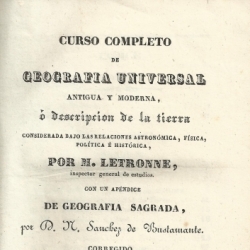 CURSO COMPLETO
DE
GEOGRAFIA UNIVERSAL
ANTIGUA Y MODERNA,
ó descripcion de la tierra
CONSIDERADA BAJO LAS RELACIONES ASTRONÓMICA, FÍSICA,
POLÍTICA É HISTÓRICA,
POR M. LETRONNE,
inspector general de estudios.
CON UN APÉNDICE
DE GEOGRAFIA SAGRADA,
por D. N. Sanchez de Bustamante.
CORREGIDO